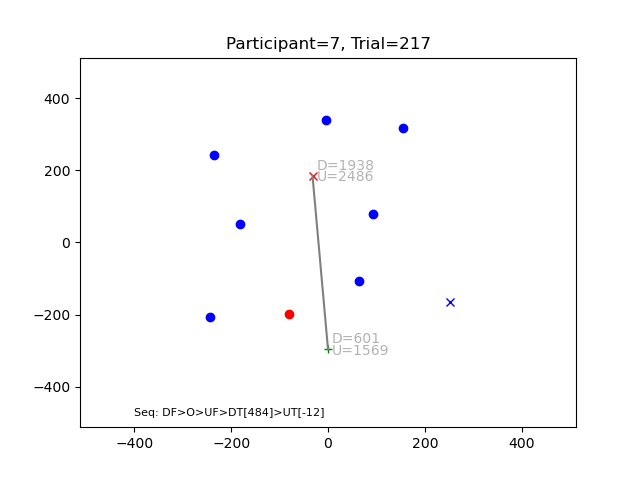 Participant=7, Trial=217
400
200
0
−200
−400
D=1938
U=2486
D=601
U=1569
Seq: DF>O>UF>DT[484]>UT[-12]
−400 −200 0 200 400